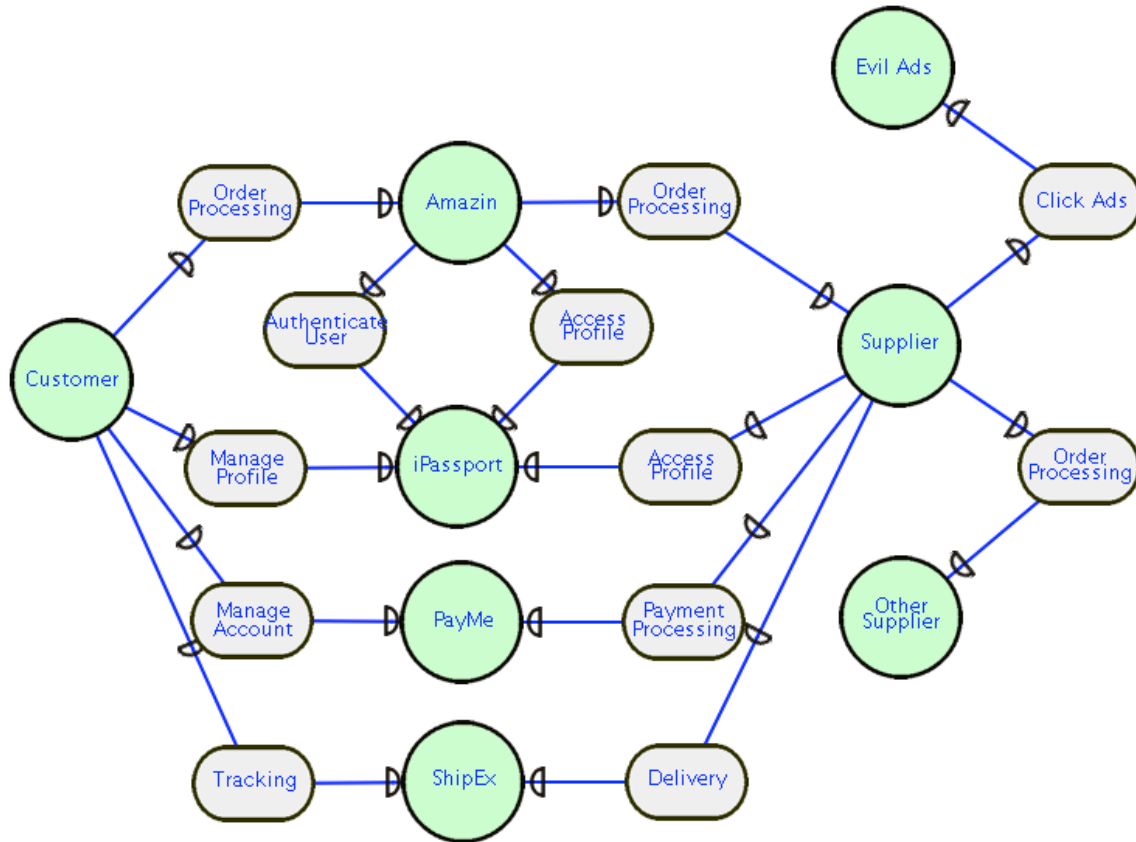 Evil Ads
Order
Processing
Amazin
Order
Processing
Click Ads
Authenticate
User
Access
Profile
Supplier
Customer
Manage
Profile
iPassport
Access
Profile
Order
Processing
Manage
Account
PayMe
Payment
Processing
Other
Supplier
Tracking
ShipEx
Delivery